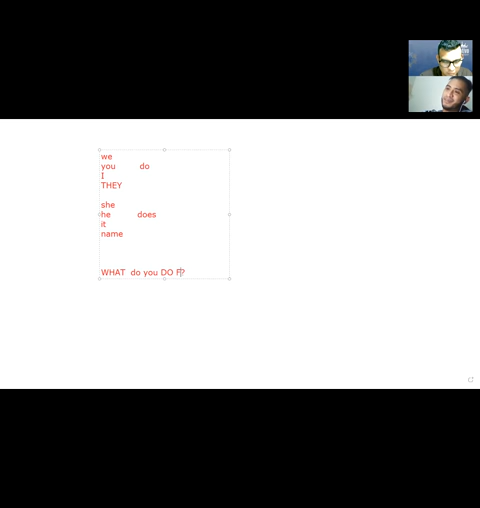 we
you do
I
THEY
she
he does
it
name
WHAT do you DO F?